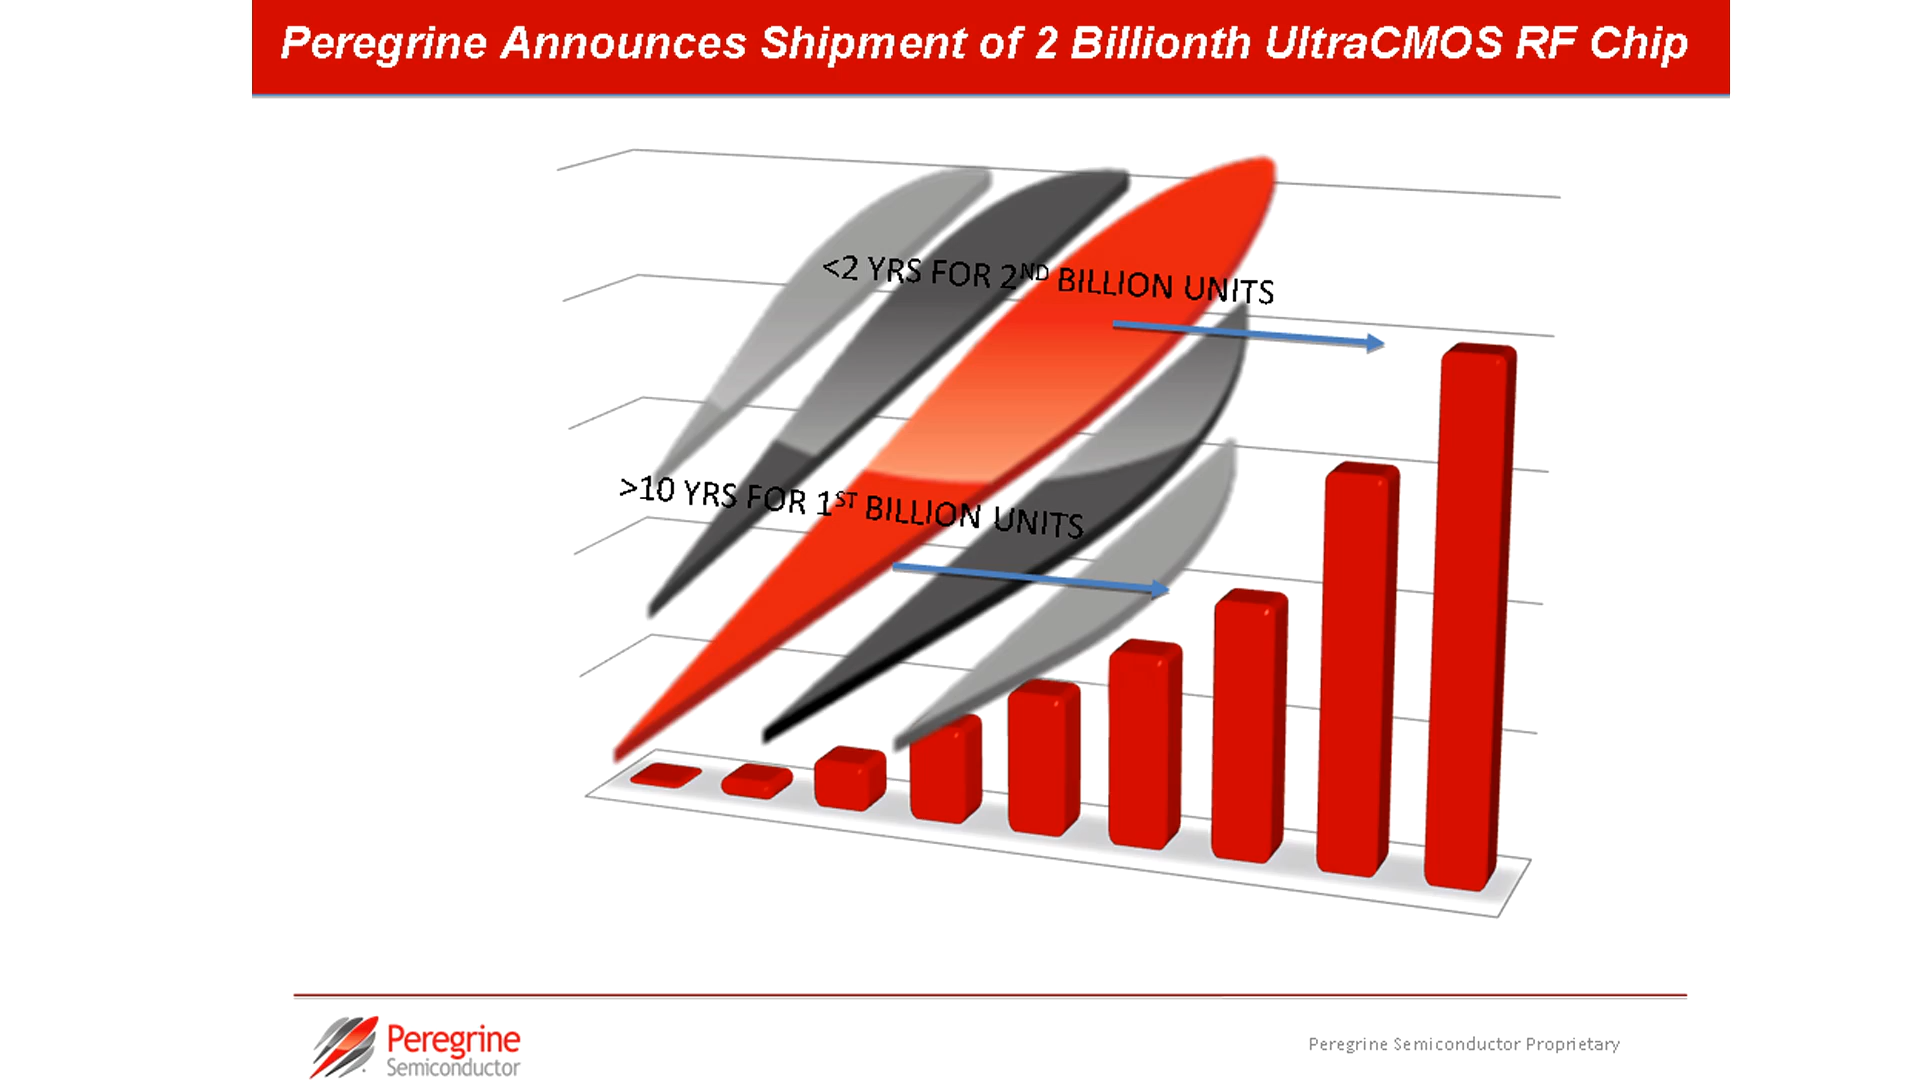 Peregrine Announces Shipment of 2 Billionth UltraCMOS RF Chip
<2 YRS FOR 2ND BILLION UNITS
>10 YRS FOR 1ST BILLION UNITS
Peregrine
Semiconductor
Peregrine Semiconductor Proprietary